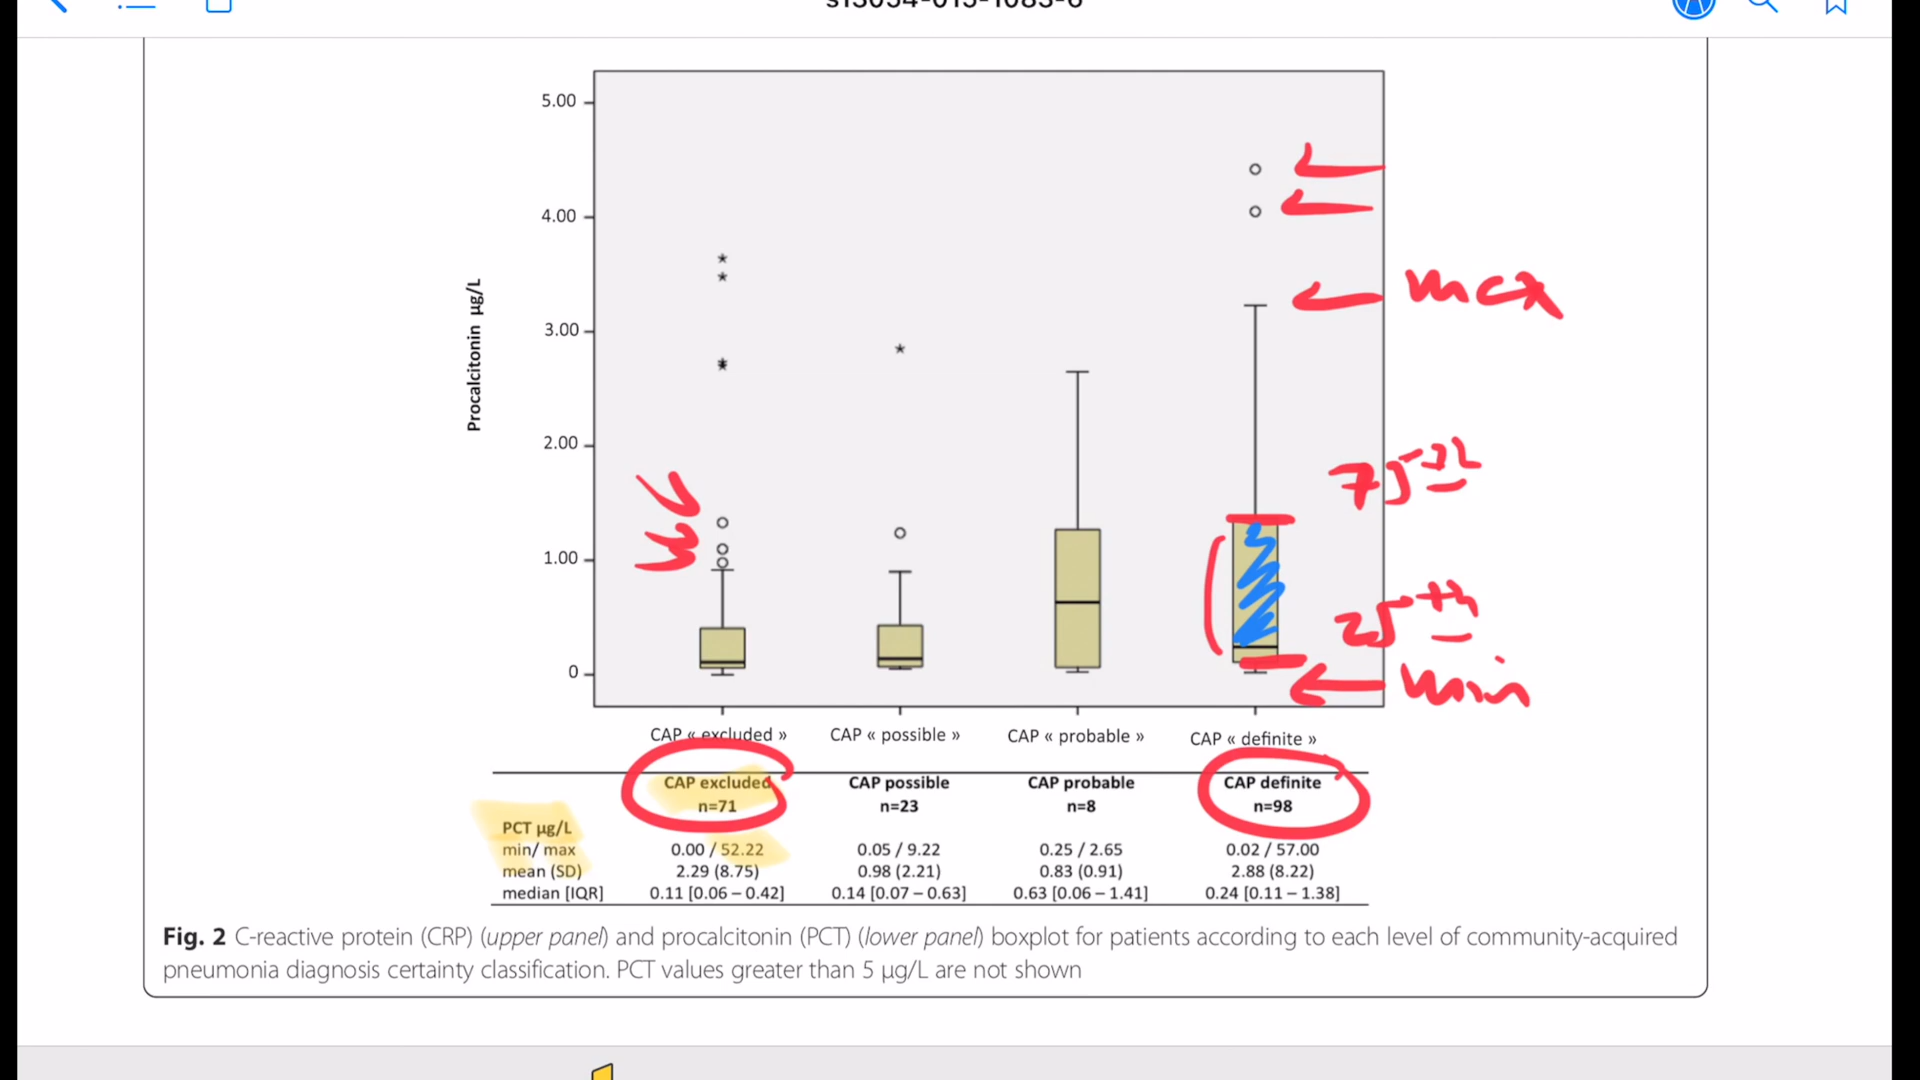 s13054-015-1083-6
5.00
4.00
3.00
2.00
1.00
0
Procalcitonin µg/L
max
75th
25th
min
CAP « excluded » CAP « possible » CAP « probable » CAP « definite »
CAP excluded CAP possible CAP probable CAP definite
n=71 n=23 n=8 n=98
PCT µg/L
min/ max 0.00 / 52.22 0.05 / 9.22 0.25 / 2.65 0.02 / 57.00
mean (SD) 2.29 (8.75) 0.98 (2.21) 0.83 (0.91) 2.88 (8.22)
median [IQR] 0.11 [0.06 – 0.42] 0.14 [0.07 – 0.63] 0.63 [0.06 – 1.41] 0.24 [0.11 – 1.38]
Fig. 2 C-reactive protein (CRP) (upper panel) and procalcitonin (PCT) (lower panel) boxplot for patients according to each level of community-acquired
pneumonia diagnosis certainty classification. PCT values greater than 5 µg/L are not shown